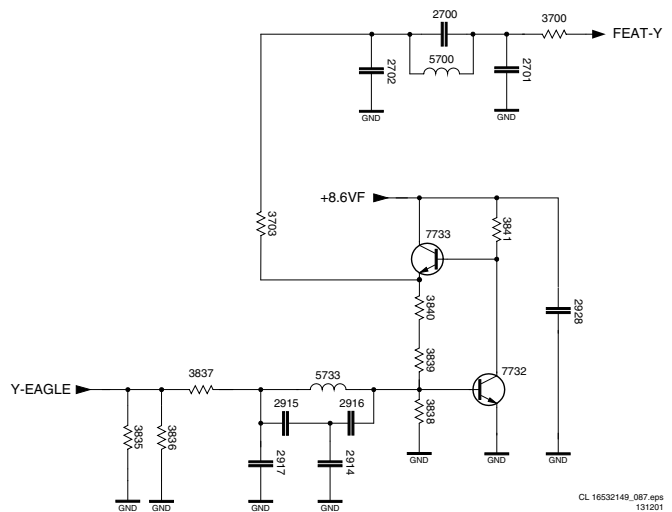 2700
3700
FEAT-Y
5700
2702
2701
GND
GND
+8.6VF
3703
3841
7733
3840
2928
3839
7732
Y-EAGLE
3837
5733
2915
2916
3838
3835
3836
2917
2914
GND
GND
GND
GND
GND
GND
GND
CL 16532149_087.eps
131201